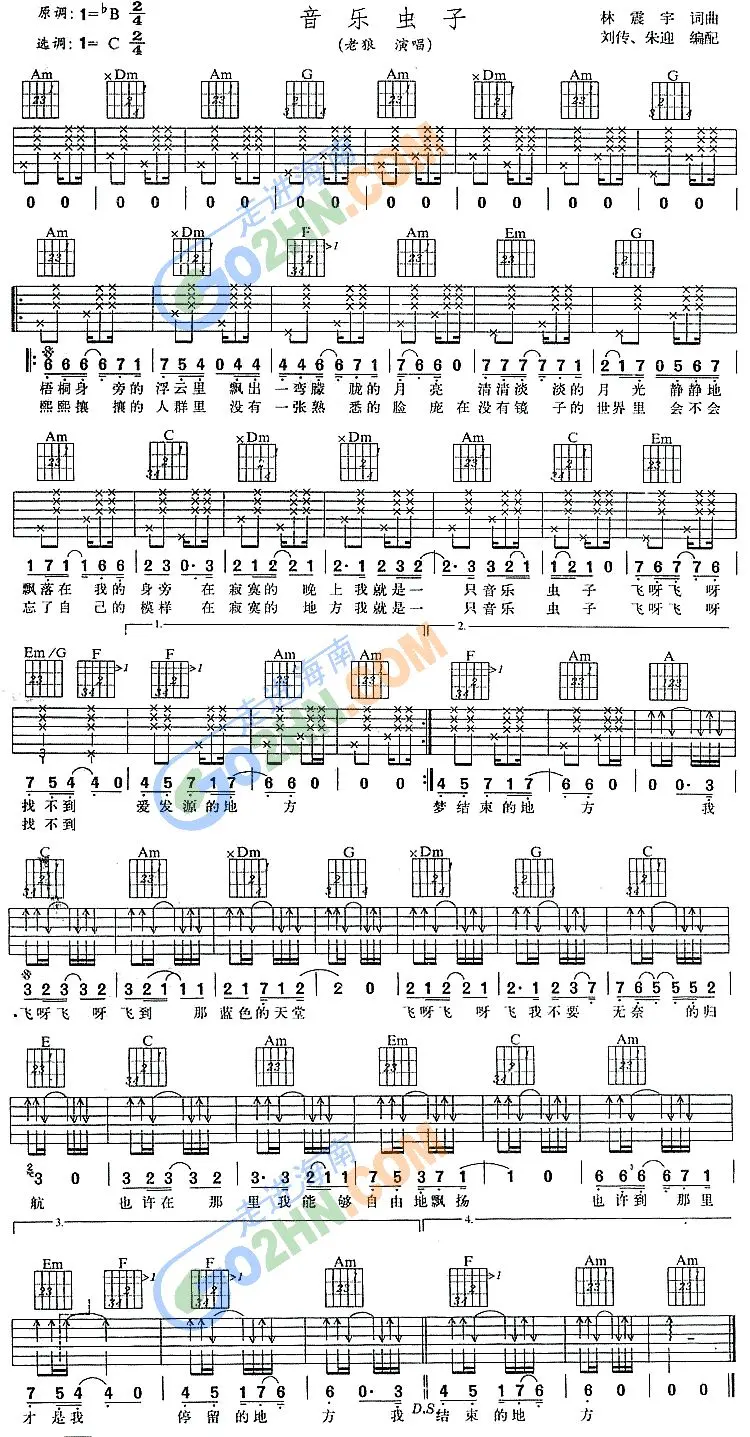 原调: 1=♭B 2/4
音乐虫子
林震宇 词曲
选调: 1= C 2/4
(老狼 演唱)
刘传、朱迎 编配
Am ×Dm Am G Am ×Dm Am G
0 0 0 0 0 0 0 0 0 0 0 0 0 0 0 0
走进海南
GO2HN.COM
Am ×Dm F Am Em G
6 6 6 6 7 1 7 5 4 0 4 4 4 4 6 6 7 1 7 6 6 0 7 7 7 7 7 7 1 2 1 7 0 5 6 7
梧桐身 旁的 浮云里 飘出 一弯朦 胧的 月 亮 清清淡 淡的 月 光 静静地
熙熙攘 攘的 人群里 没有 一张熟 悉的 脸 庞 在 没有镜 子的 世界里 会不会
Am C ×Dm ×Dm Am C Em
1 7 1 1 6 6 2 3 0·3 2 1 2 2 1 2·1 2 3 2 3 3 2 1 1 2 1 0 7 6 7 7 6
飘落在 我的 身旁 在 寂寞的 晚 上我就是一 只音乐 虫 子 飞呀飞 呀
忘了自 己的 模样 在 寂寞的 地 方我就是一 只音乐 虫 子 飞呀飞 呀
1. 2.
Em/G F F Am Am F Am A
7 5 4 4 0 4 5 7 1 7 6 6 0 0 0 4 5 7 1 7 6 6 0 0 0·3
找不到 爱发源的地 方 梦结束的地 方 我
找不到
走进海南
GO2HN.COM
C Am ×Dm G ×Dm G C
3 2 3 3 2 3 2 1 1 1 2 1 7 1 2 2 0 2 1 2 2 1 2·1 2 3 7 7 6 5 5 5 2
飞呀飞 呀 飞到 那 蓝色的天堂 飞呀飞 呀 飞 我不要 无奈 的归
E C Am Em C Am
3 0 3 2 3 3 2 3·3 2 1 1 7 5 3 7 1 1 0 6 6 6 6 7 1
航 也许在 那 里我能够 自由地飘扬 也许到 那里
3. 4.
走进海南
GO2HN.COM
Em F F Am F Am Am
7 5 4 4 0 4 5 1 7 6 6 0·3 4 5 1 7 6 6 0 0 0
才是我 停留的地 方 我 结束的地 方
D.S.